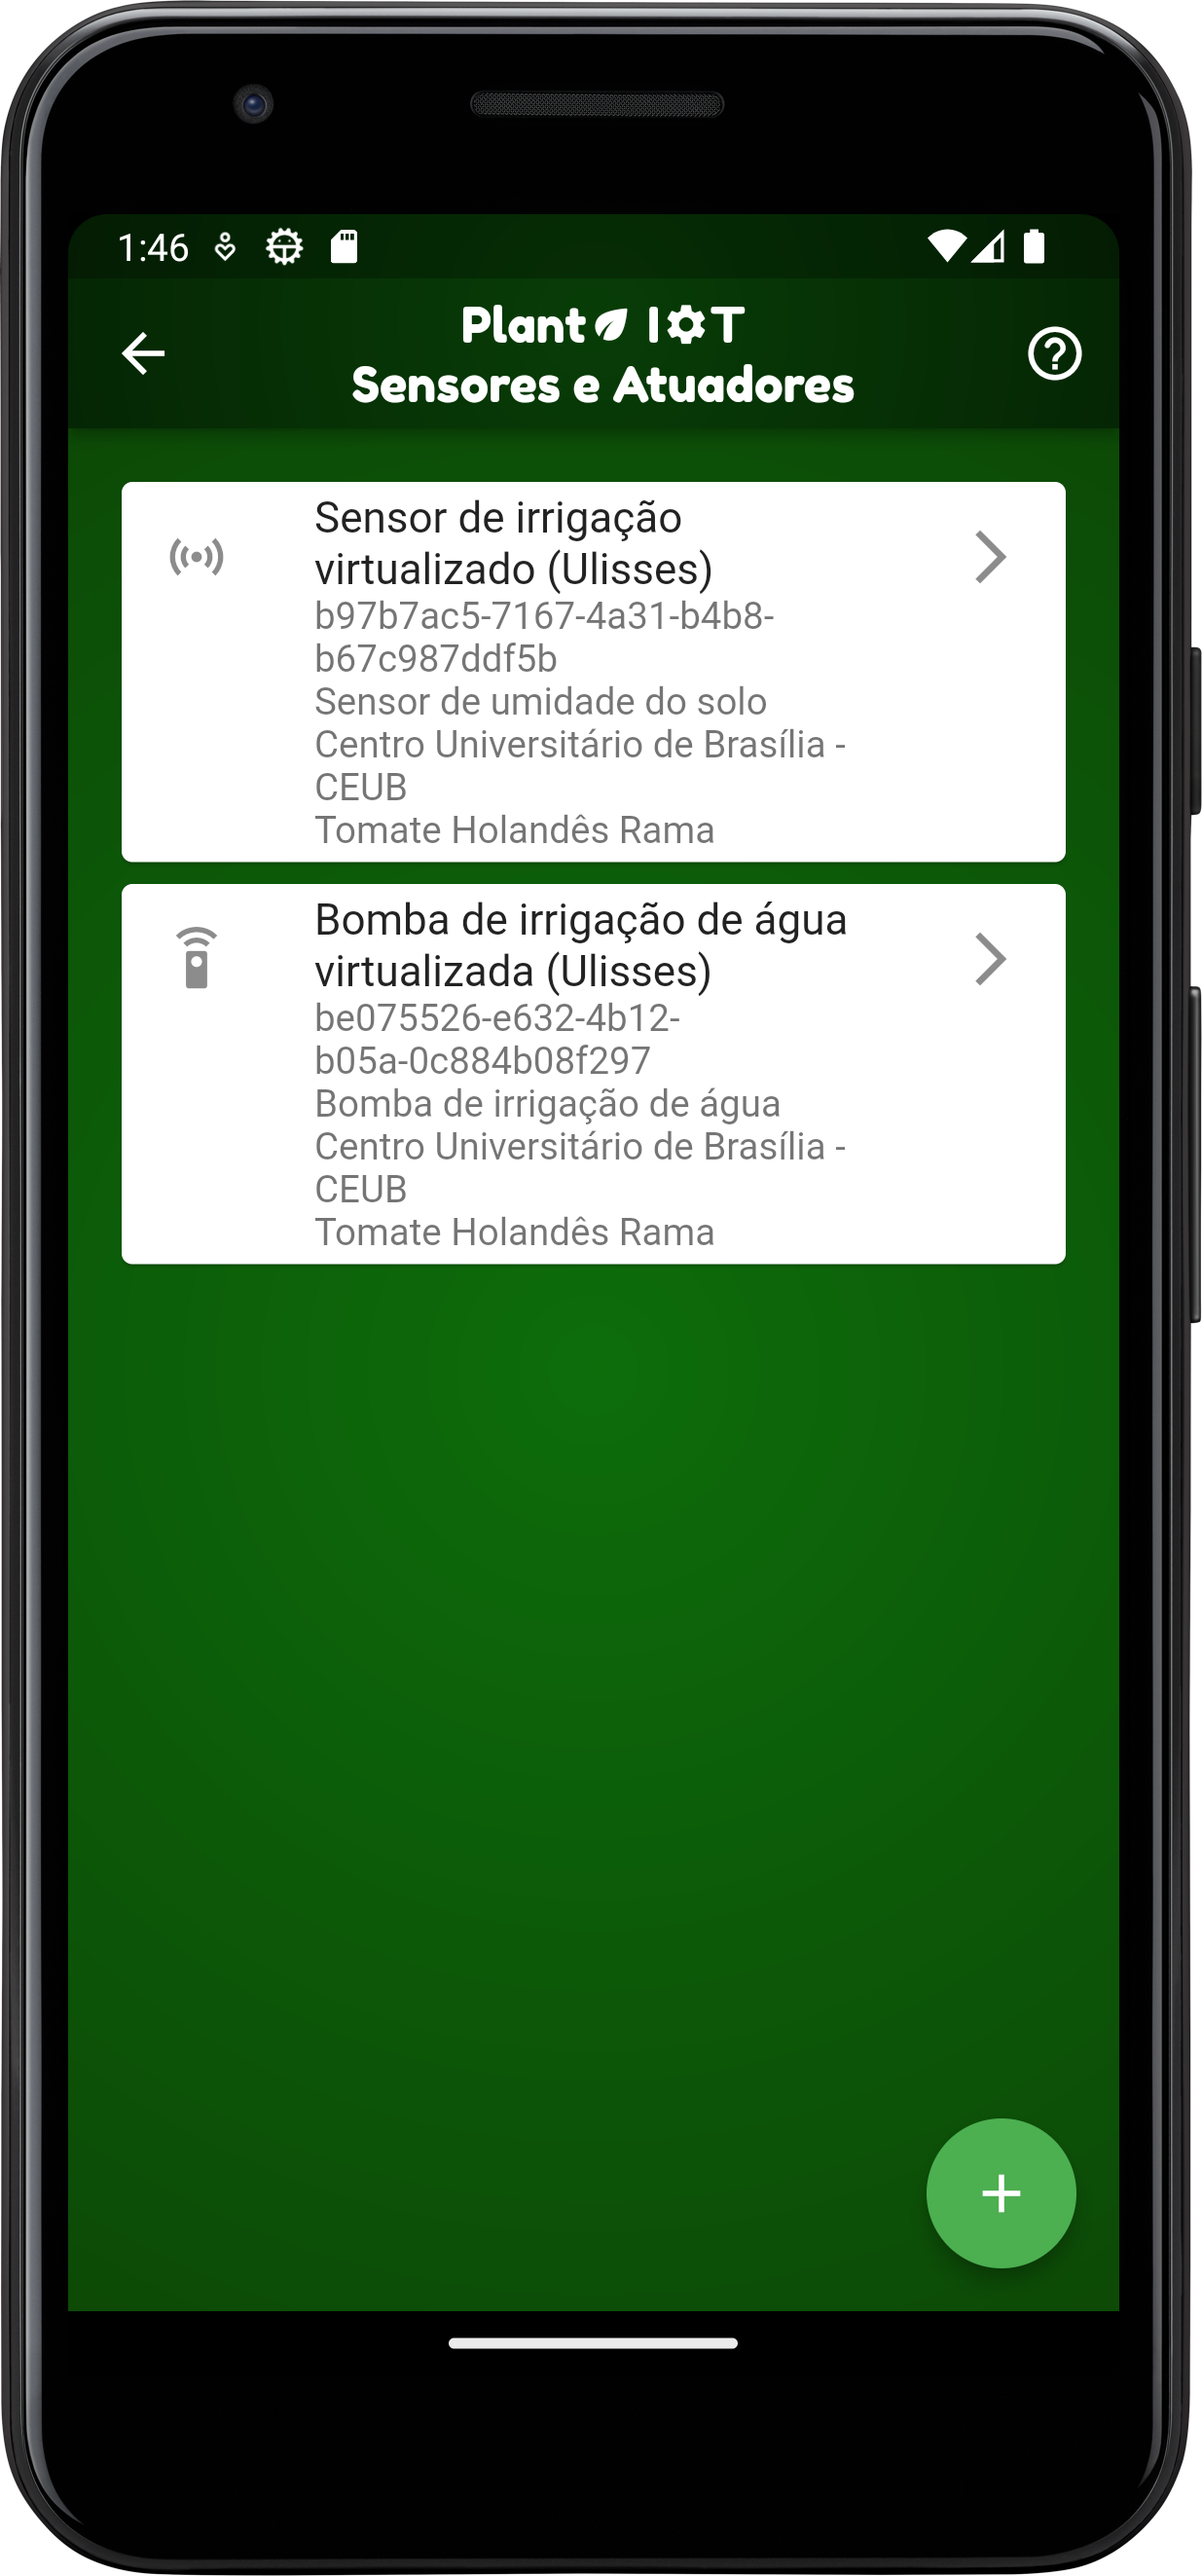 1:46
Plant IOT
Sensores e Atuadores
Sensor de irrigação
virtualizado (Ulisses)
b97b7ac5-7167-4a31-b4b8-
b67c987ddf5b
Sensor de umidade do solo
Centro Universitário de Brasília -
CEUB
Tomate Holandês Rama
Bomba de irrigação de água
virtualizada (Ulisses)
be075526-e632-4b12-
b05a-0c884b08f297
Bomba de irrigação de água
Centro Universitário de Brasília -
CEUB
Tomate Holandês Rama